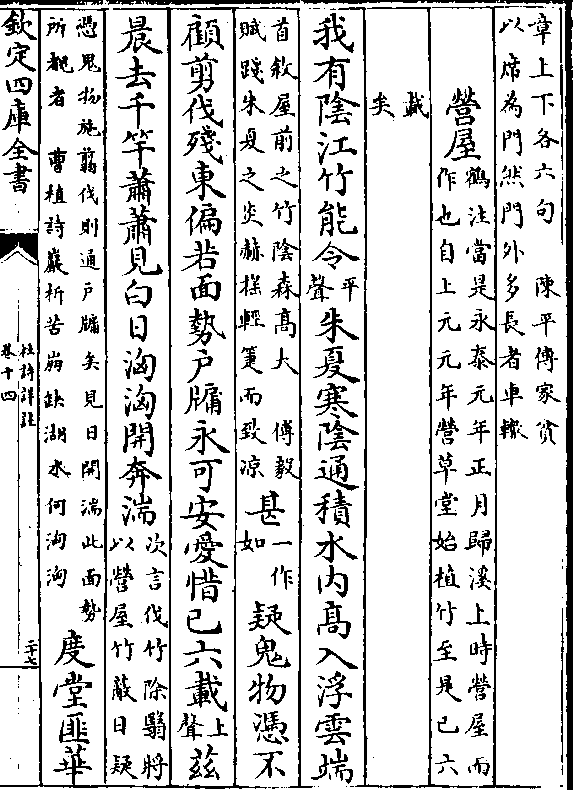 章上下各六句　陳平傳家貧
以席為門然門外多長者車轍
營屋
鶴注當是永泰元年正月歸溪上時營屋而
作也自上元元年營草堂始植竹至是已六
載
矣
我有陰江竹能令
平
聲
朱夏寒陰通積水内髙入浮雲端
首敘屋前之竹陰森高大　傅毅
賦踐朱夏之炎赫揺輕箑而致涼
甚
一作
如
疑鬼物憑不
顧剪伐殘東偏若面勢户牖永可安愛惜已六載
上
聲
兹
晨去千竿蕭蕭見白日洶洶開奔湍
次言伐竹除翳將
以營屋竹蔽日疑
憑鬼物施翦伐則通户牖矣見日開湍此面勢
所觀者　曹植詩巖析苦崩缺湖水何洶洶
度堂匪華
欽定四庫全書
杜詩詳註
卷十四
二十七